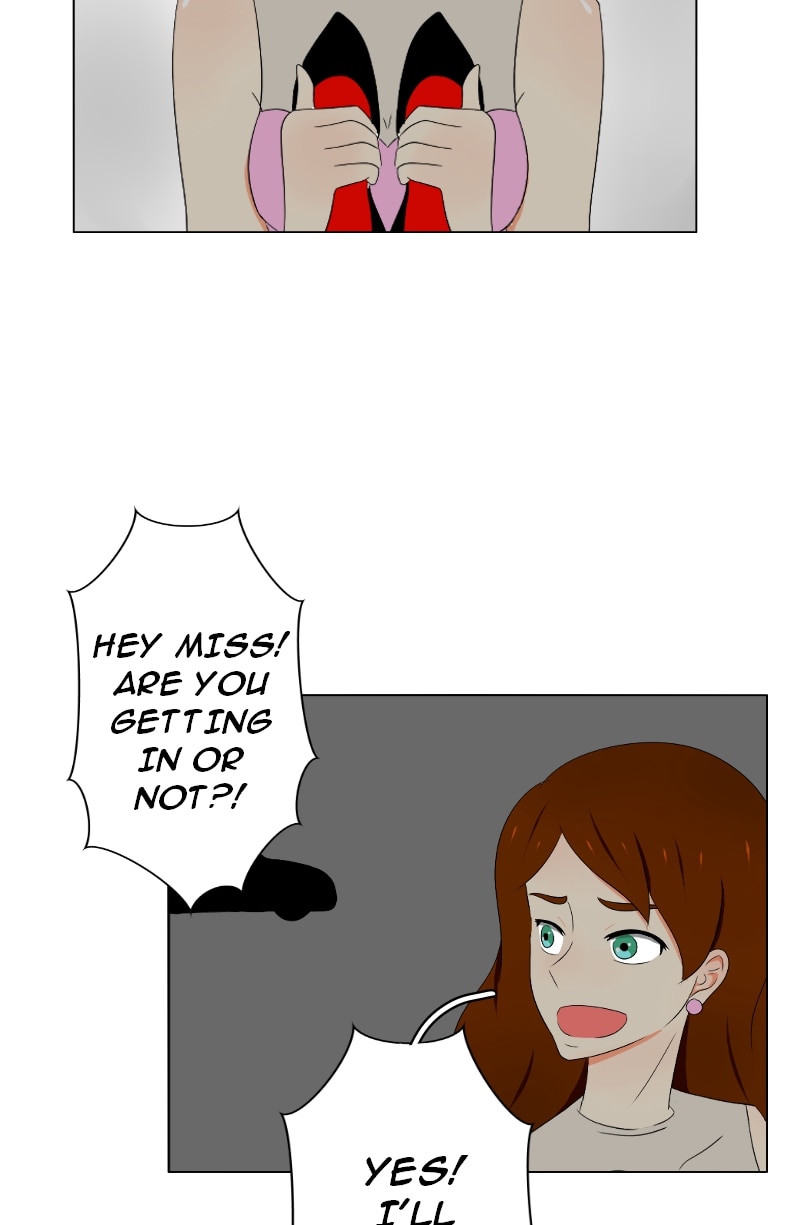 HEY MISS!
ARE YOU
GETTING
IN OR
NOT?!
YES!
I'LL